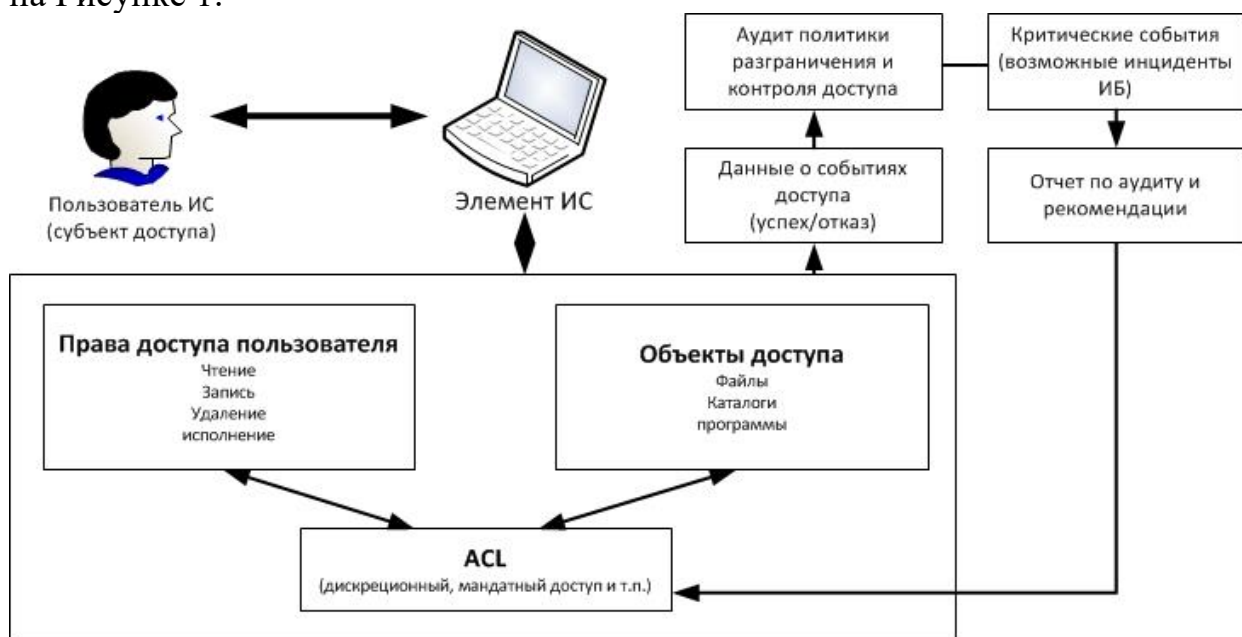 на Рисунке 1.
Аудит политики
разграничения и
контроля доступа
Критические события
(возможные инциденты
ИБ)
Пользователь ИС
(субъект доступа)
Элемент ИС
Данные о событиях
доступа
(успех/отказ)
Отчет по аудиту и
рекомендации
Права доступа пользователя
Чтение
Запись
Удаление
исполнение
Объекты доступа
Файлы
Каталоги
программы
ACL
(дискреционный, мандатный доступ и т.п.)